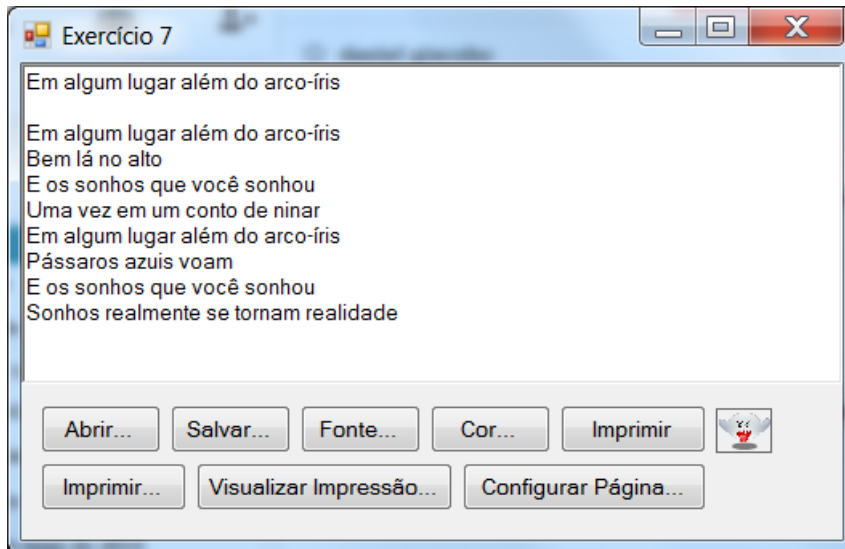 Exercício 7
Em algum lugar além do arco-íris
Em algum lugar além do arco-íris
Bem lá no alto
E os sonhos que você sonhou
Uma vez em um conto de ninar
Em algum lugar além do arco-íris
Pássaros azuis voam
E os sonhos que você sonhou
Sonhos realmente se tornam realidade
Abrir... Salvar... Fonte... Cor... Imprimir
Imprimir... Visualizar Impressão... Configurar Página...